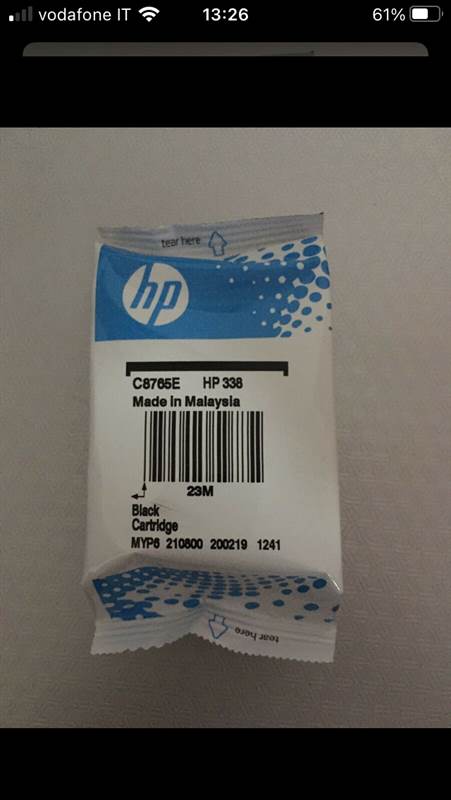 vodafone IT 13:26 61%
tear here
hp
C8765E HP 338
Made in Malaysia
23M
Black
Cartridge
MYP6 210800 200219 1241
tear here